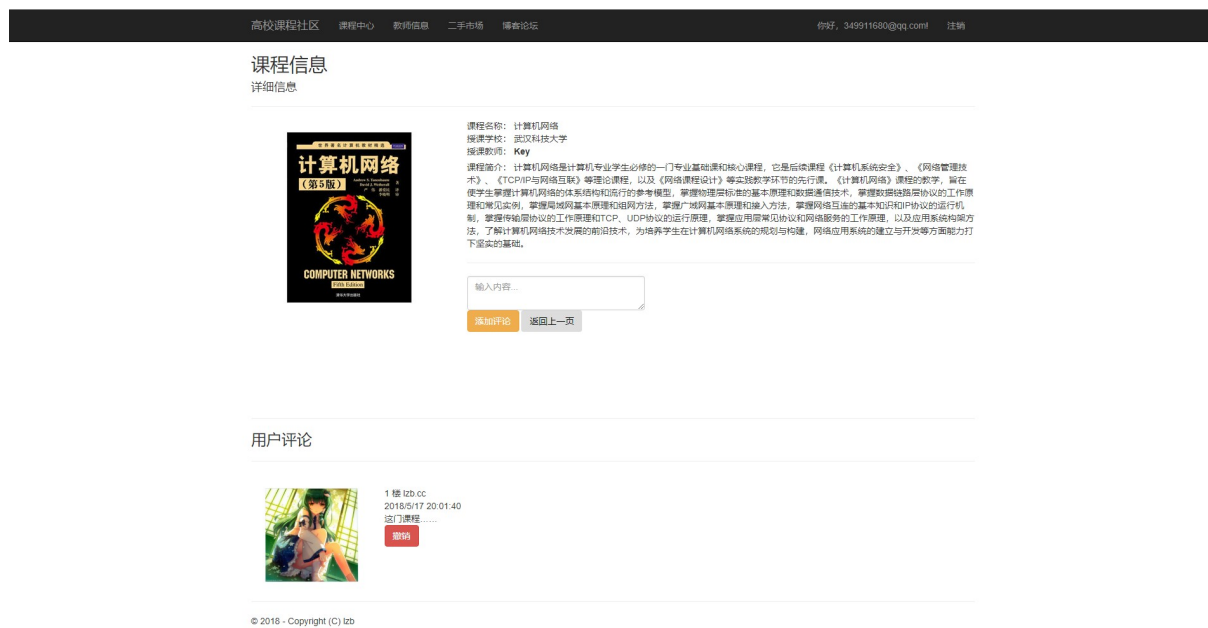 高校课程社区 课程中心 教师信息 二手市场 博客论坛 你好，349911680@qq.com! 注销
课程信息
详细信息
世界著名计算机教材精选
计算机网络
(第5版)
Andrew S. Tanenbaum 著
David J. Wetherall
严伟 潘爱民 译
COMPUTER NETWORKS
Fifth Edition
清华大学出版社
课程名称： 计算机网络
授课学校： 武汉科技大学
授课教师： Key
课程简介： 计算机网络是计算机专业学生必修的一门专业基础课和核心课程，它是后续课程《计算机系统安全》、《网络管理技
术》、《TCP/IP与网络互联》等理论课程，以及《网络课程设计》等实践教学环节的先行课。《计算机网络》课程的教学，旨在
使学生掌握计算机网络的体系结构和流行的参考模型，掌握物理层标准的基本原理和数据通信技术，掌握数据链路层协议的工作原
理和常见实例，掌握局域网基本原理和组网方法，掌握广域网基本原理和接入方法，掌握网络互连的基本知识和IP协议的运行机
制，掌握传输层协议的工作原理和TCP、UDP协议的运行原理，掌握应用层常见协议和网络服务的工作原理，以及应用系统构架方
法，了解计算机网络技术发展的前沿技术，为培养学生在计算机网络系统的规划与构建，网络应用系统的建立与开发等方面能力打
下坚实的基础。
输入内容...
添加评论 返回上一页
用户评论
1 楼 lzb.cc
2018/5/17 20:01:40
这门课程……
撤销
© 2018 - Copyright (C) lzb